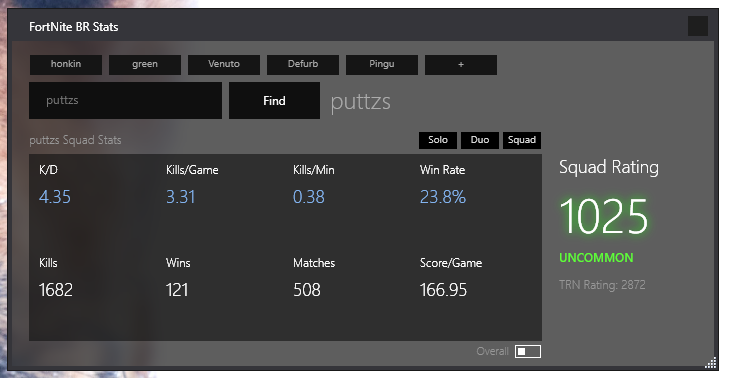 FortNite BR Stats
honkin green Venuto Defurb Pingu +
puttzs Find puttzs
puttzs Squad Stats Solo Duo Squad
K/D Kills/Game Kills/Min Win Rate
4.35 3.31 0.38 23.8%
Kills Wins Matches Score/Game
1682 121 508 166.95
Squad Rating
1025
UNCOMMON
TRN Rating: 2872
Overall